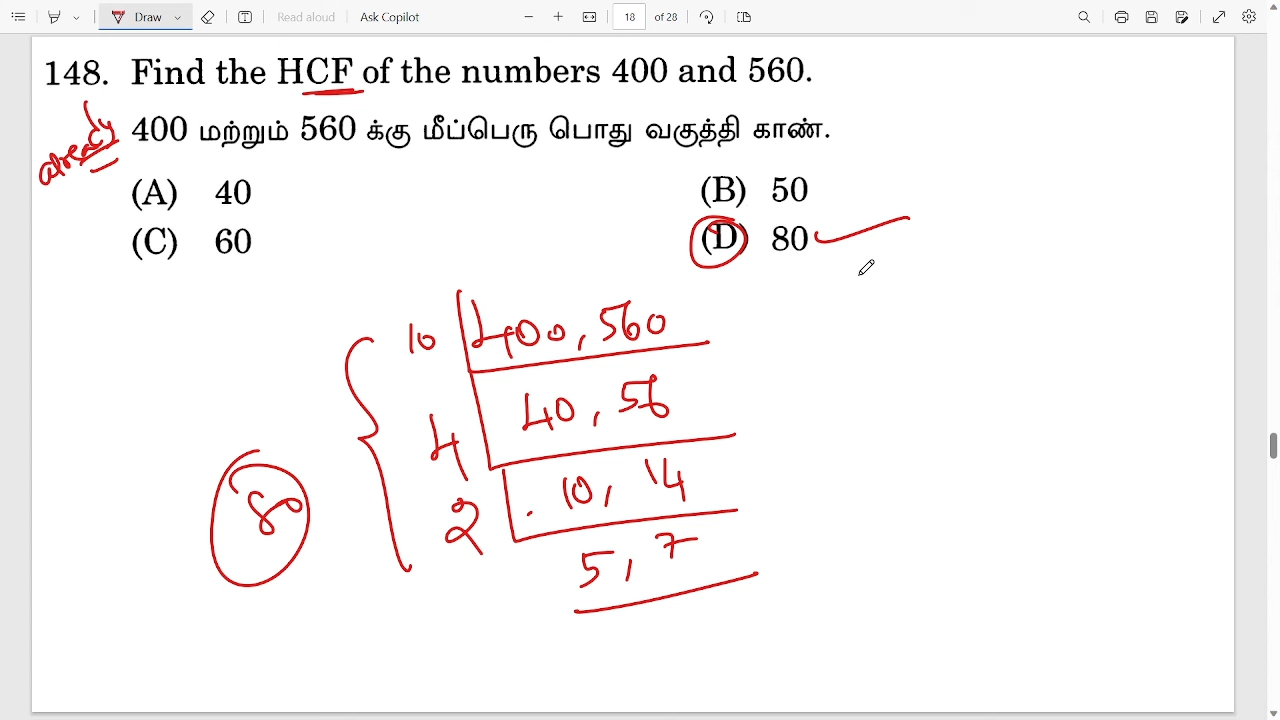 Draw
Read aloud
Ask Copilot
18
of 28
148. Find the HCF of the numbers 400 and 560.
already
400 மற்றும் 560 க்கு மீப்பெரு பொது வகுத்தி காண்.
(A) 40
(B) 50
(C) 60
(D) 80
10 400, 560
4 40, 56
2 10, 14
5, 7
80